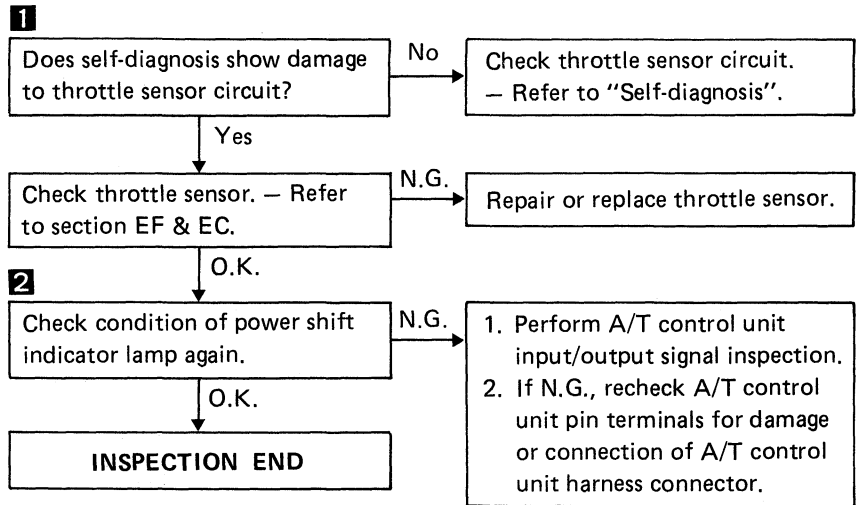 1
Does self-diagnosis show damage
to throttle sensor circuit?
No
Check throttle sensor circuit.
— Refer to "Self-diagnosis".
Yes
Check throttle sensor. — Refer
to section EF & EC.
N.G.
Repair or replace throttle sensor.
O.K.
2
Check condition of power shift
indicator lamp again.
N.G.
1. Perform A/T control unit
input/output signal inspection.
2. If N.G., recheck A/T control
unit pin terminals for damage
or connection of A/T control
unit harness connector.
O.K.
INSPECTION END